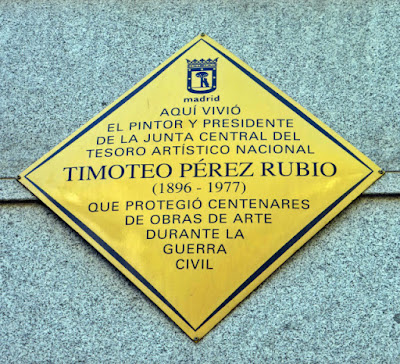 madrid
AQUÍ VIVIÓ
EL PINTOR Y PRESIDENTE
DE LA JUNTA CENTRAL DEL
TESORO ARTÍSTICO NACIONAL
TIMOTEO PÉREZ RUBIO
(1896 - 1977)
QUE PROTEGIÓ CENTENARES
DE OBRAS DE ARTE
DURANTE LA
GUERRA
CIVIL